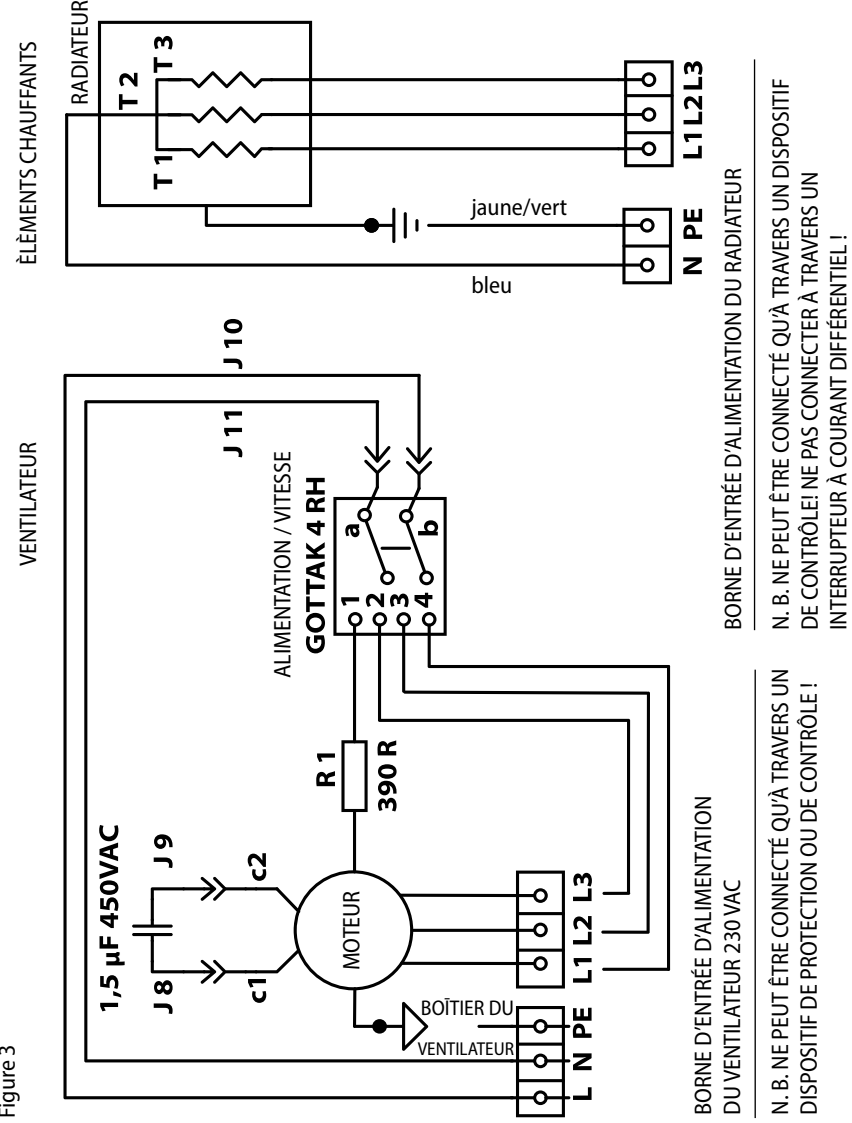 Figure 3
VENTILATEUR
ÈLÈMENTS CHAUFFANTS
1,5 µF 450VAC
J 8
J 9
c1
c2
MOTEUR
R 1
390 R
ALIMENTATION / VITESSE
GOTTAK 4 RH
1
2
3
4
a
b
J 11
J 10
BOÎTIER DU
VENTILATEUR
L N PE
L1 L2 L3
RADIATEUR
T 1
T 2
T 3
bleu
jaune/vert
N PE
L1 L2 L3
BORNE D'ENTRÉE D'ALIMENTATION
DU VENTILATEUR 230 VAC
N. B. NE PEUT ÊTRE CONNECTÉ QU'À TRAVERS UN
DISPOSITIF DE PROTECTION OU DE CONTRÔLE !
BORNE D'ENTRÉE D'ALIMENTATION DU RADIATEUR
N. B. NE PEUT ÊTRE CONNECTÉ QU'À TRAVERS UN DISPOSITIF
DE CONTRÔLE! NE PAS CONNECTER À TRAVERS UN
INTERRUPTEUR À COURANT DIFFÉRENTIEL !